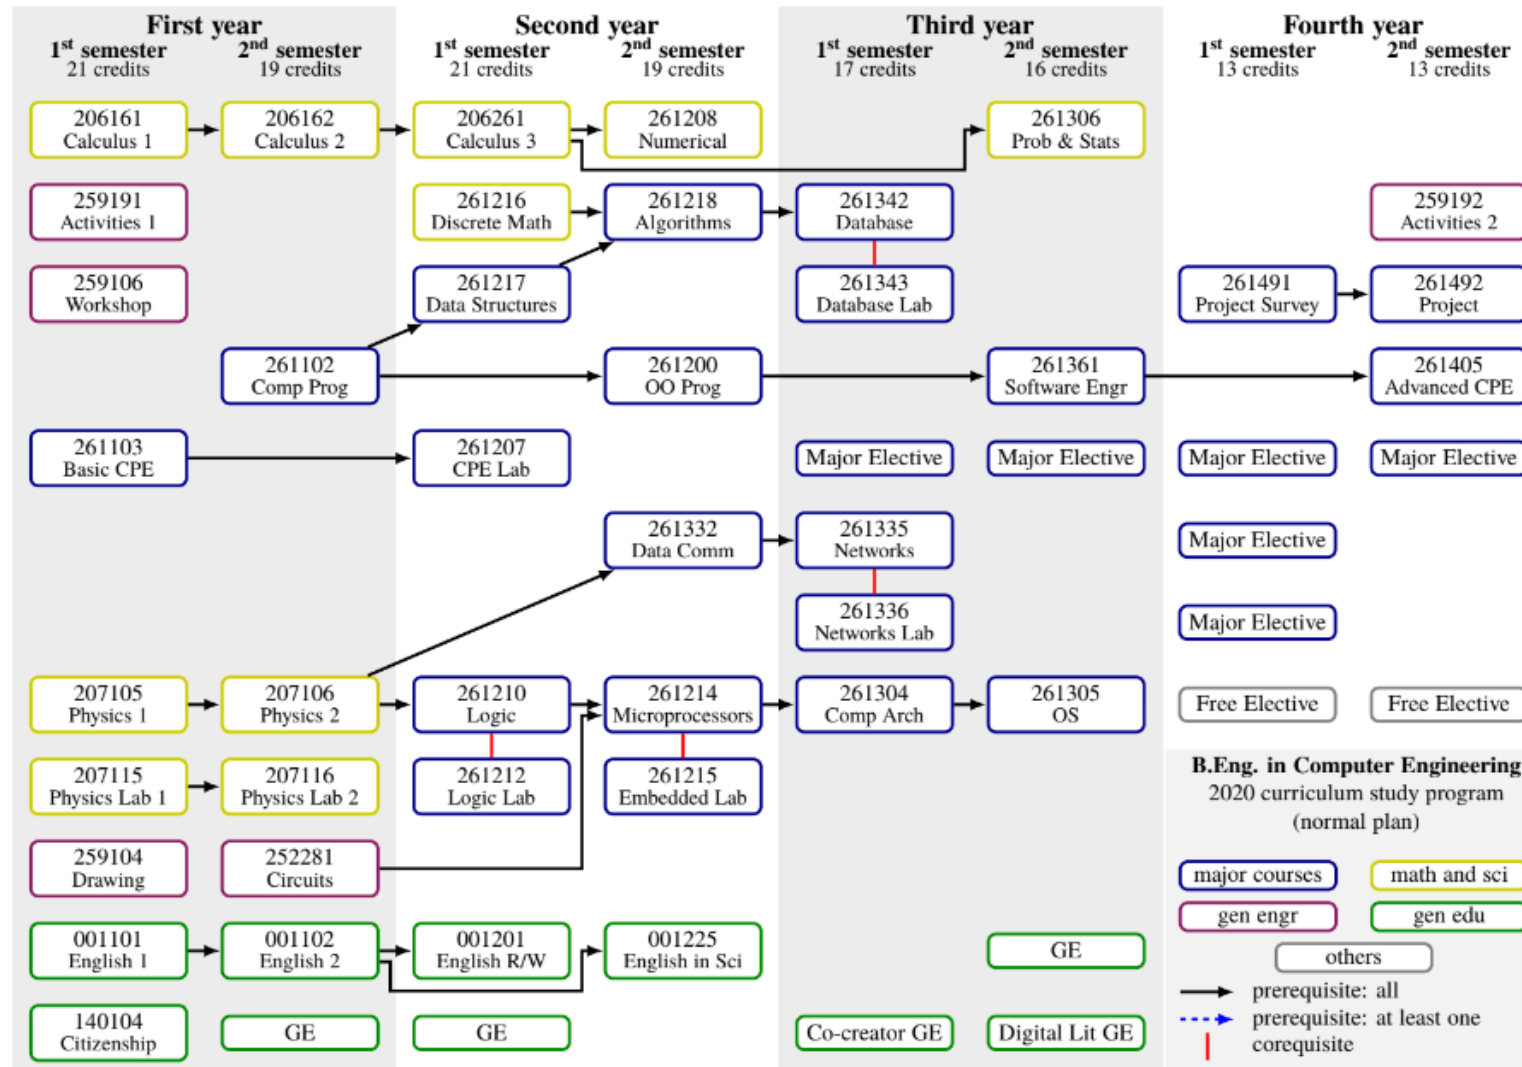 First year
Second year
Third year
Fourth year
1st semester
2nd semester
1st semester
2nd semester
1st semester
2nd semester
1st semester
2nd semester
21 credits
19 credits
21 credits
19 credits
17 credits
16 credits
13 credits
13 credits
206161
Calculus 1
206162
Calculus 2
206261
Calculus 3
261208
Numerical
261306
Prob & Stats
259191
Activities 1
261216
Discrete Math
261218
Algorithms
261342
Database
259192
Activities 2
259106
Workshop
261217
Data Structures
261343
Database Lab
261491
Project Survey
261492
Project
261102
Comp Prog
261200
OO Prog
261361
Software Engr
261405
Advanced CPE
261103
Basic CPE
261207
CPE Lab
Major Elective
Major Elective
Major Elective
Major Elective
261332
Data Comm
261335
Networks
Major Elective
261336
Networks Lab
Major Elective
207105
Physics 1
207106
Physics 2
261210
Logic
261214
Microprocessors
261304
Comp Arch
261305
OS
Free Elective
Free Elective
207115
Physics Lab 1
207116
Physics Lab 2
261212
Logic Lab
261215
Embedded Lab
259104
Drawing
252281
Circuits
001101
English 1
001102
English 2
001201
English R/W
001225
English in Sci
GE
140104
Citizenship
GE
GE
Co-creator GE
Digital Lit GE
B.Eng. in Computer Engineering
2020 curriculum study program
(normal plan)
major courses
math and sci
gen engr
gen edu
others
prerequisite: all
prerequisite: at least one
corequisite